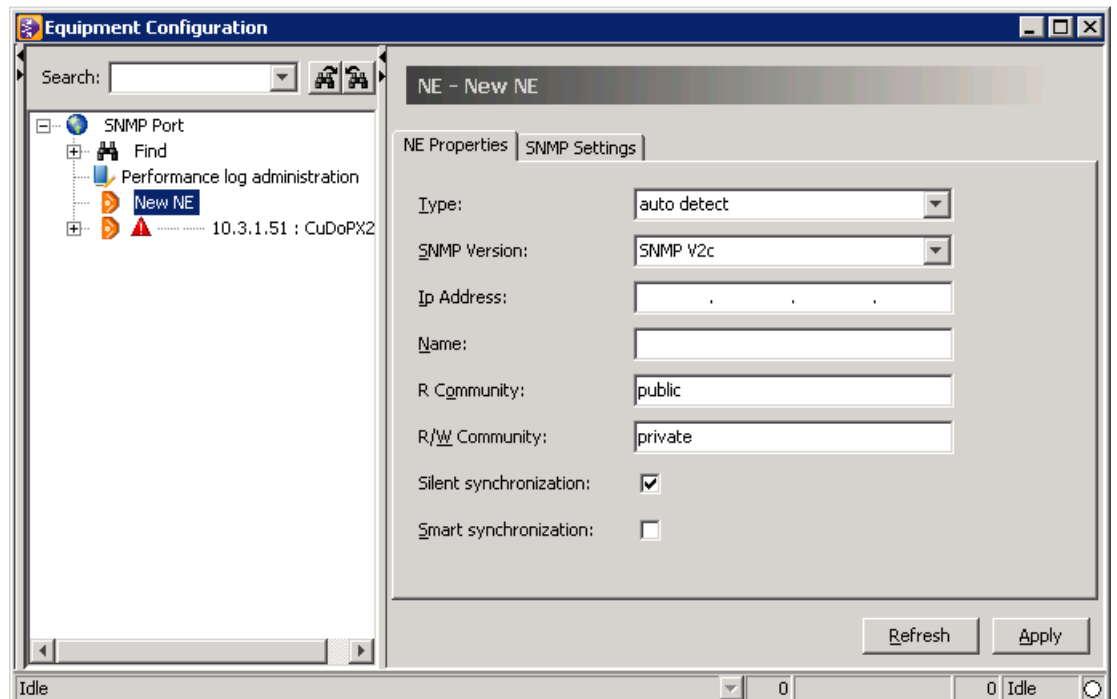 Equipment Configuration
Search:
SNMP Port
Find
Performance log administration
New NE
10.3.1.51 : CuDoPX2
NE - New NE
NE Properties
SNMP Settings
Type: auto detect
SNMP Version: SNMP V2c
Ip Address: . . .
Name:
R Community: public
R/W Community: private
Silent synchronization:
Smart synchronization:
Refresh Apply
Idle 0 0 Idle